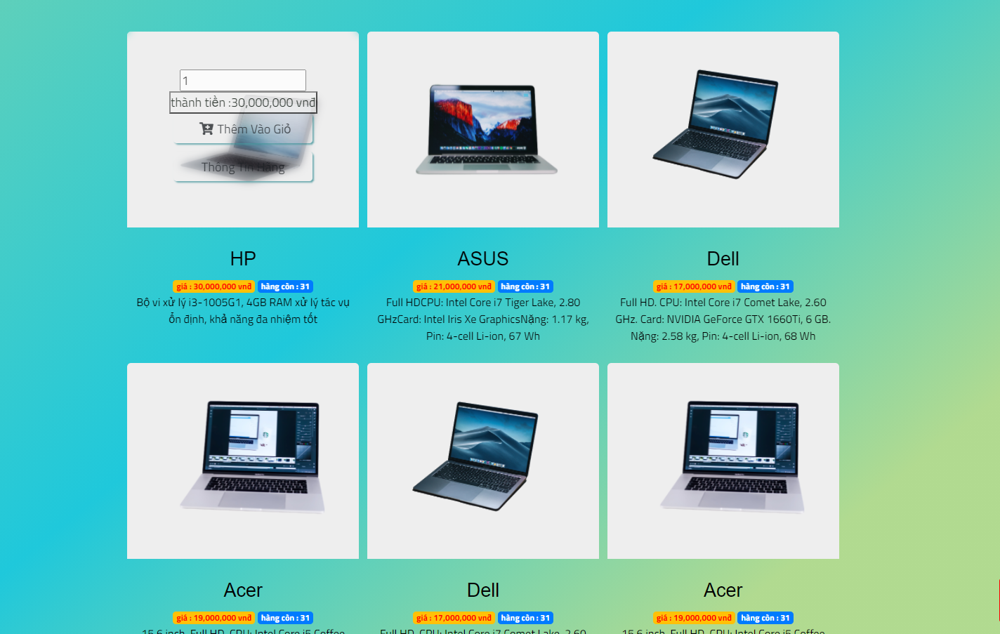 1
thành tiền :30,000,000 vnđ
Thêm Vào Giỏ
Thông Tin Hàng
HP
giá : 30,000,000 vnđ hàng còn : 31
Bộ vi xử lý i3-1005G1, 4GB RAM xử lý tác vụ
ổn định, khả năng đa nhiệm tốt
ASUS
giá : 21,000,000 vnđ hàng còn : 31
Full HDCPU: Intel Core i7 Tiger Lake, 2.80
GHzCard: Intel Iris Xe GraphicsNặng: 1.17 kg,
Pin: 4-cell Li-ion, 67 Wh
Dell
giá : 17,000,000 vnđ hàng còn : 31
Full HD. CPU: Intel Core i7 Comet Lake, 2.60
GHz. Card: NVIDIA GeForce GTX 1660Ti, 6 GB.
Nặng: 2.58 kg, Pin: 4-cell Li-ion, 68 Wh
Acer
giá : 19,000,000 vnđ hàng còn : 31
15.6 inch, Full HD. CPU: Intel Core i5 Coffee
Dell
giá : 17,000,000 vnđ hàng còn : 31
Full HD. CPU: Intel Core i7 Comet Lake, 2.60
Acer
giá : 19,000,000 vnđ hàng còn : 31
15.6 inch, Full HD. CPU: Intel Core i5 Coffee